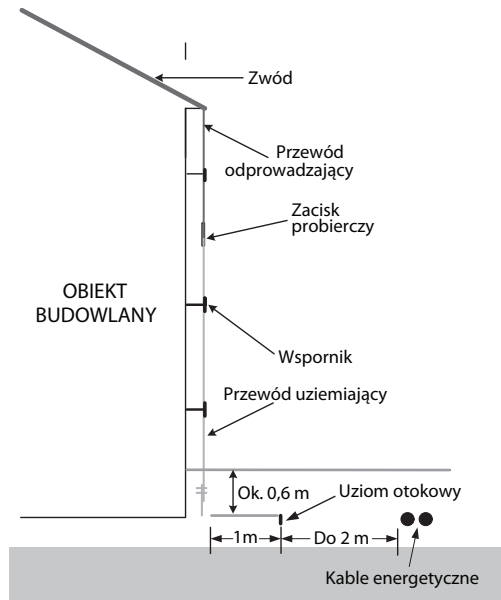 Zwód
Przewód
odprowadzający
Zacisk
probierczy
OBIEKT
BUDOWLANY
Wspornik
Przewód uziemiający
Ok. 0,6 m
Uziom otokowy
1m
Do 2 m
Kable energetyczne